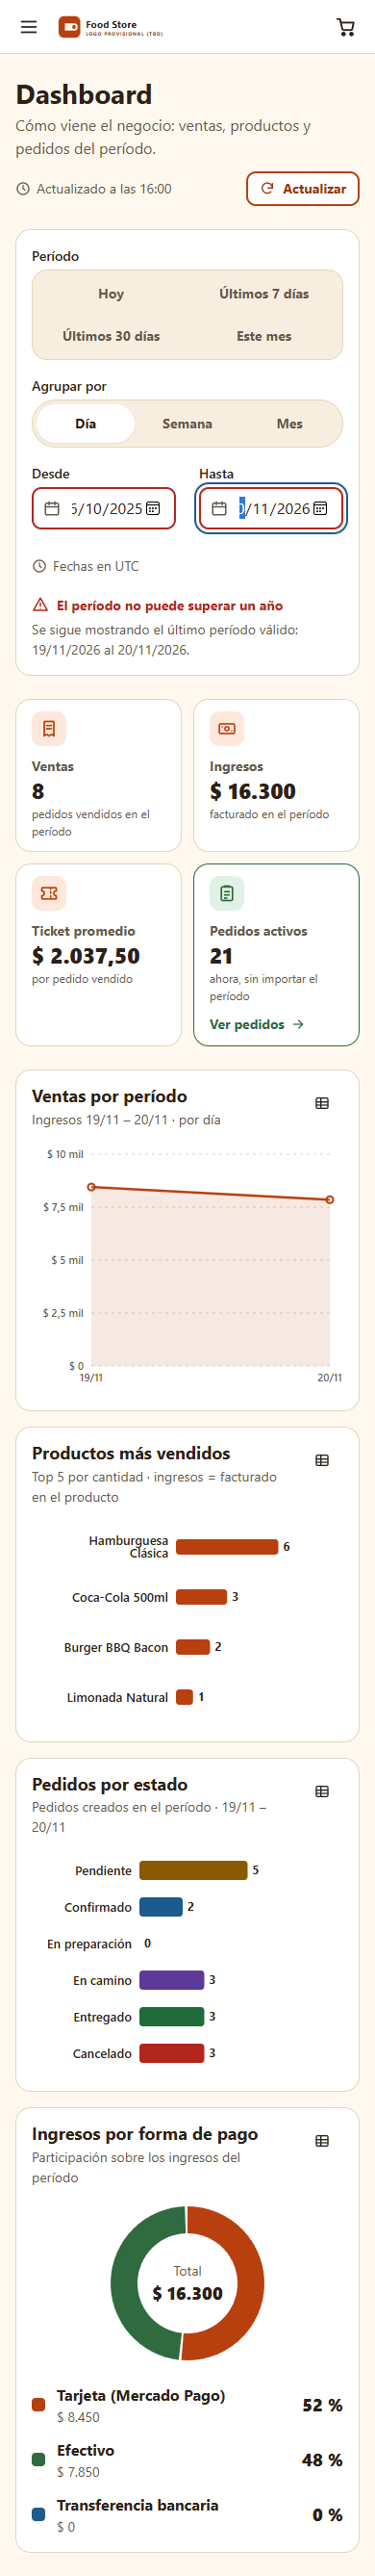 Food Store
LOGO PROVISIONAL (TBD)
Dashboard
Cómo viene el negocio: ventas, productos y
pedidos del período.
Actualizado a las 16:00
Actualizar
Período
Hoy
Últimos 7 días
Últimos 30 días
Este mes
Agrupar por
Día
Semana
Mes
Desde
Hasta
/10/2025
/11/2026
Fechas en UTC
El período no puede superar un año
Se sigue mostrando el último período válido:
19/11/2026 al 20/11/2026.
Ventas
8
pedidos vendidos en el
período
Ingresos
$ 16.300
facturado en el período
Ticket promedio
$ 2.037,50
por pedido vendido
Pedidos activos
21
ahora, sin importar el
período
Ver pedidos →
Ventas por período
Ingresos 19/11 – 20/11 · por día
$ 10 mil
$ 7,5 mil
$ 5 mil
$ 2,5 mil
$ 0
19/11
20/11
Productos más vendidos
Top 5 por cantidad · ingresos = facturado
en el producto
Hamburguesa
Clásica
6
Coca-Cola 500ml
3
Burger BBQ Bacon
2
Limonada Natural
1
Pedidos por estado
Pedidos creados en el período · 19/11 –
20/11
Pendiente
5
Confirmado
2
En preparación
0
En camino
3
Entregado
3
Cancelado
3
Ingresos por forma de pago
Participación sobre los ingresos del
período
Total
$ 16.300
Tarjeta (Mercado Pago)
52 %
$ 8.450
Efectivo
48 %
$ 7.850
Transferencia bancaria
0 %
$ 0